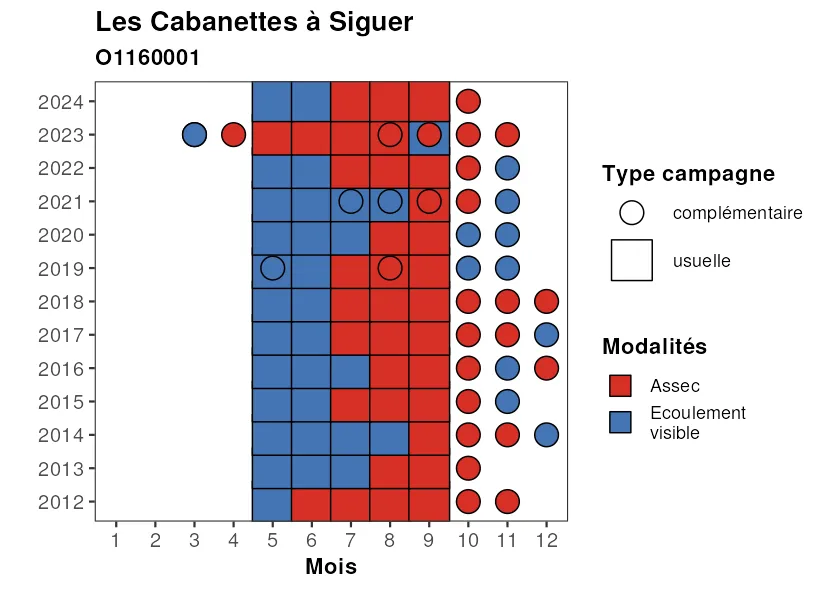 Les Cabanettes à Siguer
O1160001
2024
2023
2022
2021
2020
2019
2018
2017
2016
2015
2014
2013
2012
1 2 3 4 5 6 7 8 9 10 11 12
Mois
Type campagne
complémentaire
usuelle
Modalités
Assec
Ecoulement
visible